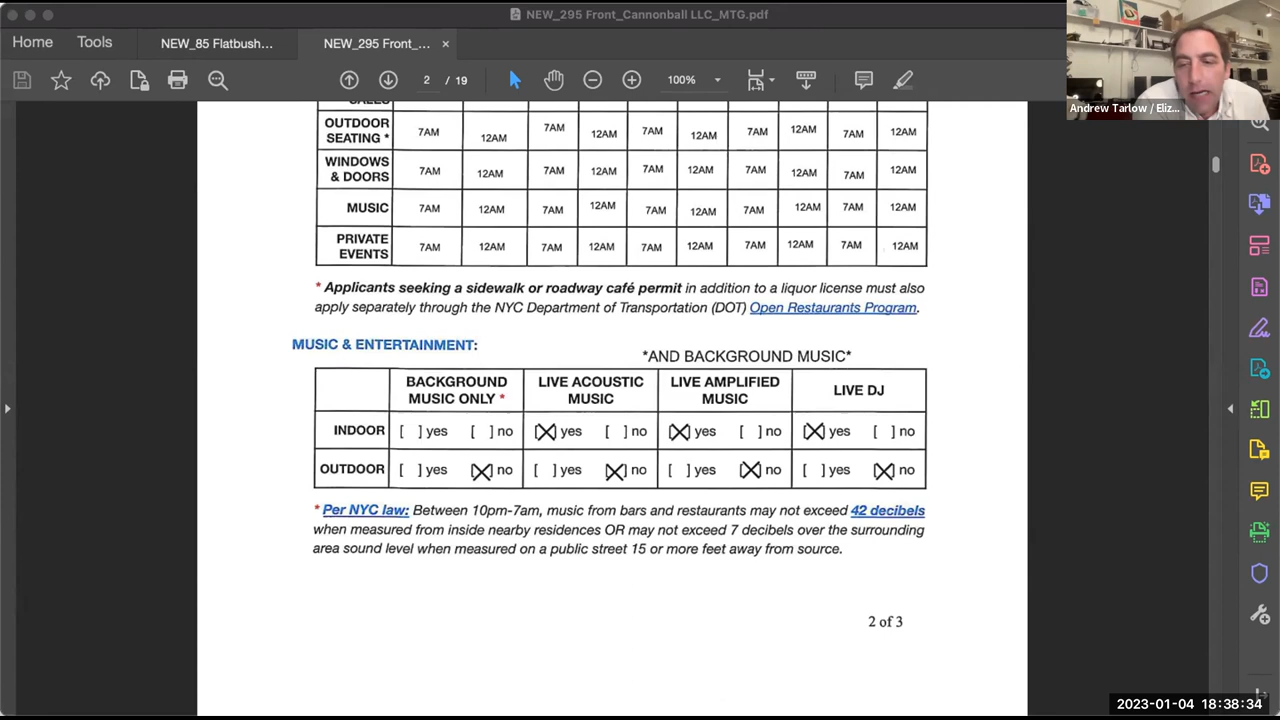 NEW_295 Front_Cannonball LLC_MTG.pdf
Home Tools NEW_85 Flatbush... NEW_295 Front_... ×
2 / 19 100%
Andrew Tarlow / Eliz...
OUTDOOR SEATING * 7AM 12AM 7AM 12AM 7AM 12AM 7AM 12AM 7AM 12AM
WINDOWS & DOORS 7AM 12AM 7AM 12AM 7AM 12AM 7AM 12AM 7AM 12AM
MUSIC 7AM 12AM 7AM 12AM 7AM 12AM 7AM 12AM 7AM 12AM
PRIVATE EVENTS 7AM 12AM 7AM 12AM 7AM 12AM 7AM 12AM 7AM 12AM
* Applicants seeking a sidewalk or roadway café permit in addition to a liquor license must also
apply separately through the NYC Department of Transportation (DOT) Open Restaurants Program.
MUSIC & ENTERTAINMENT:
*AND BACKGROUND MUSIC*
BACKGROUND MUSIC ONLY * LIVE ACOUSTIC MUSIC LIVE AMPLIFIED MUSIC LIVE DJ
INDOOR [ ] yes [ ] no [X] yes [ ] no [X] yes [ ] no [X] yes [ ] no
OUTDOOR [ ] yes [X] no [ ] yes [X] no [ ] yes [X] no [ ] yes [X] no
* Per NYC law: Between 10pm-7am, music from bars and restaurants may not exceed 42 decibels
when measured from inside nearby residences OR may not exceed 7 decibels over the surrounding
area sound level when measured on a public street 15 or more feet away from source.
2 of 3
2023-01-04 18:38:34